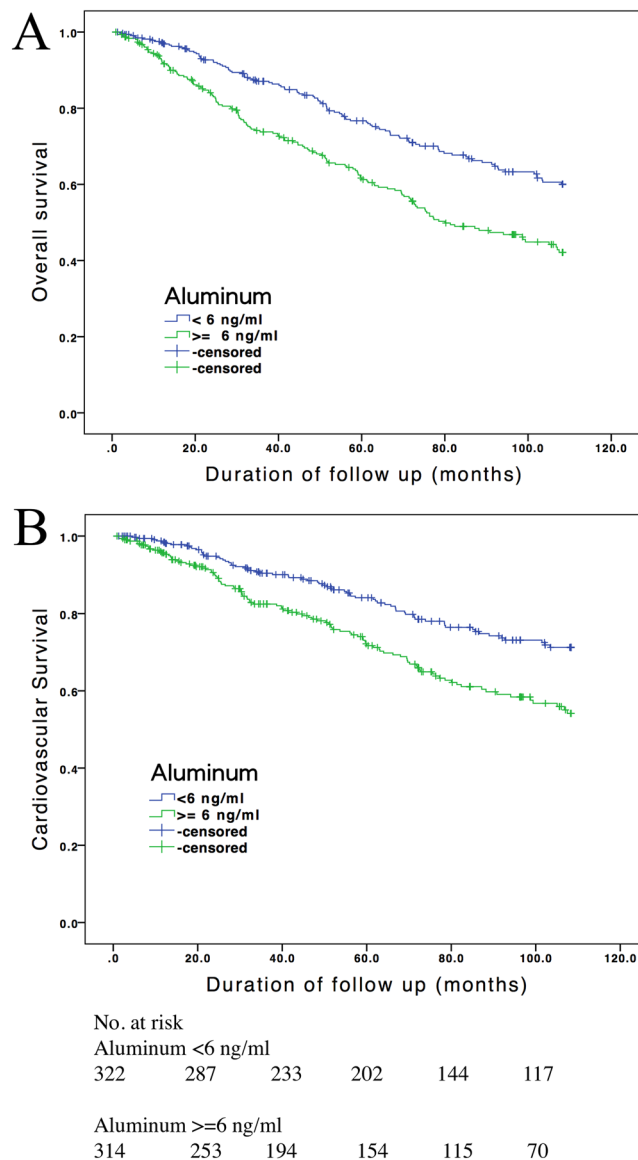 A
1.0
0.8
0.6
0.4
0.2
0.0
Overall survival
Aluminum
< 6 ng/ml
>= 6 ng/ml
-censored
-censored
.0 20.0 40.0 60.0 80.0 100.0 120.0
Duration of follow up (months)
B
1.0
0.8
0.6
0.4
0.2
0.0
Cardiovascular Survival
Aluminum
<6 ng/ml
>= 6 ng/ml
-censored
-censored
.0 20.0 40.0 60.0 80.0 100.0 120.0
Duration of follow up (months)
No. at risk
Aluminum <6 ng/ml
322 287 233 202 144 117
Aluminum >=6 ng/ml
314 253 194 154 115 70